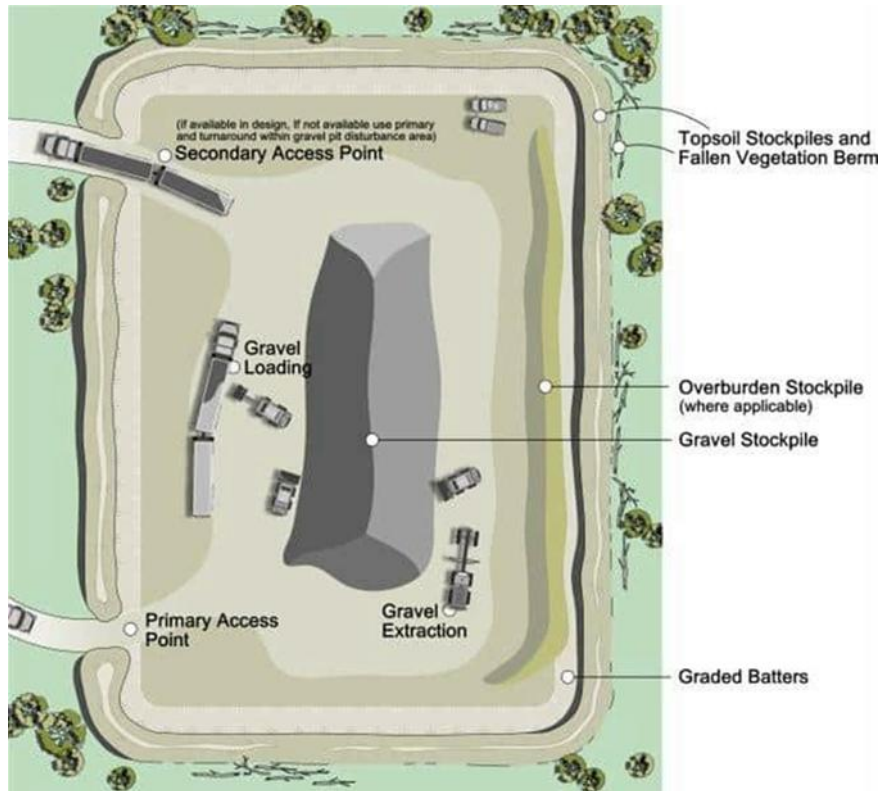 (if available in design, If not available use primary
and turnaround within gravel pit disturbance area)
Secondary Access Point
Topsoil Stockpiles and
Fallen Vegetation Berm
Gravel
Loading
Overburden Stockpile
(where applicable)
Gravel Stockpile
Gravel
Extraction
Primary Access
Point
Graded Batters